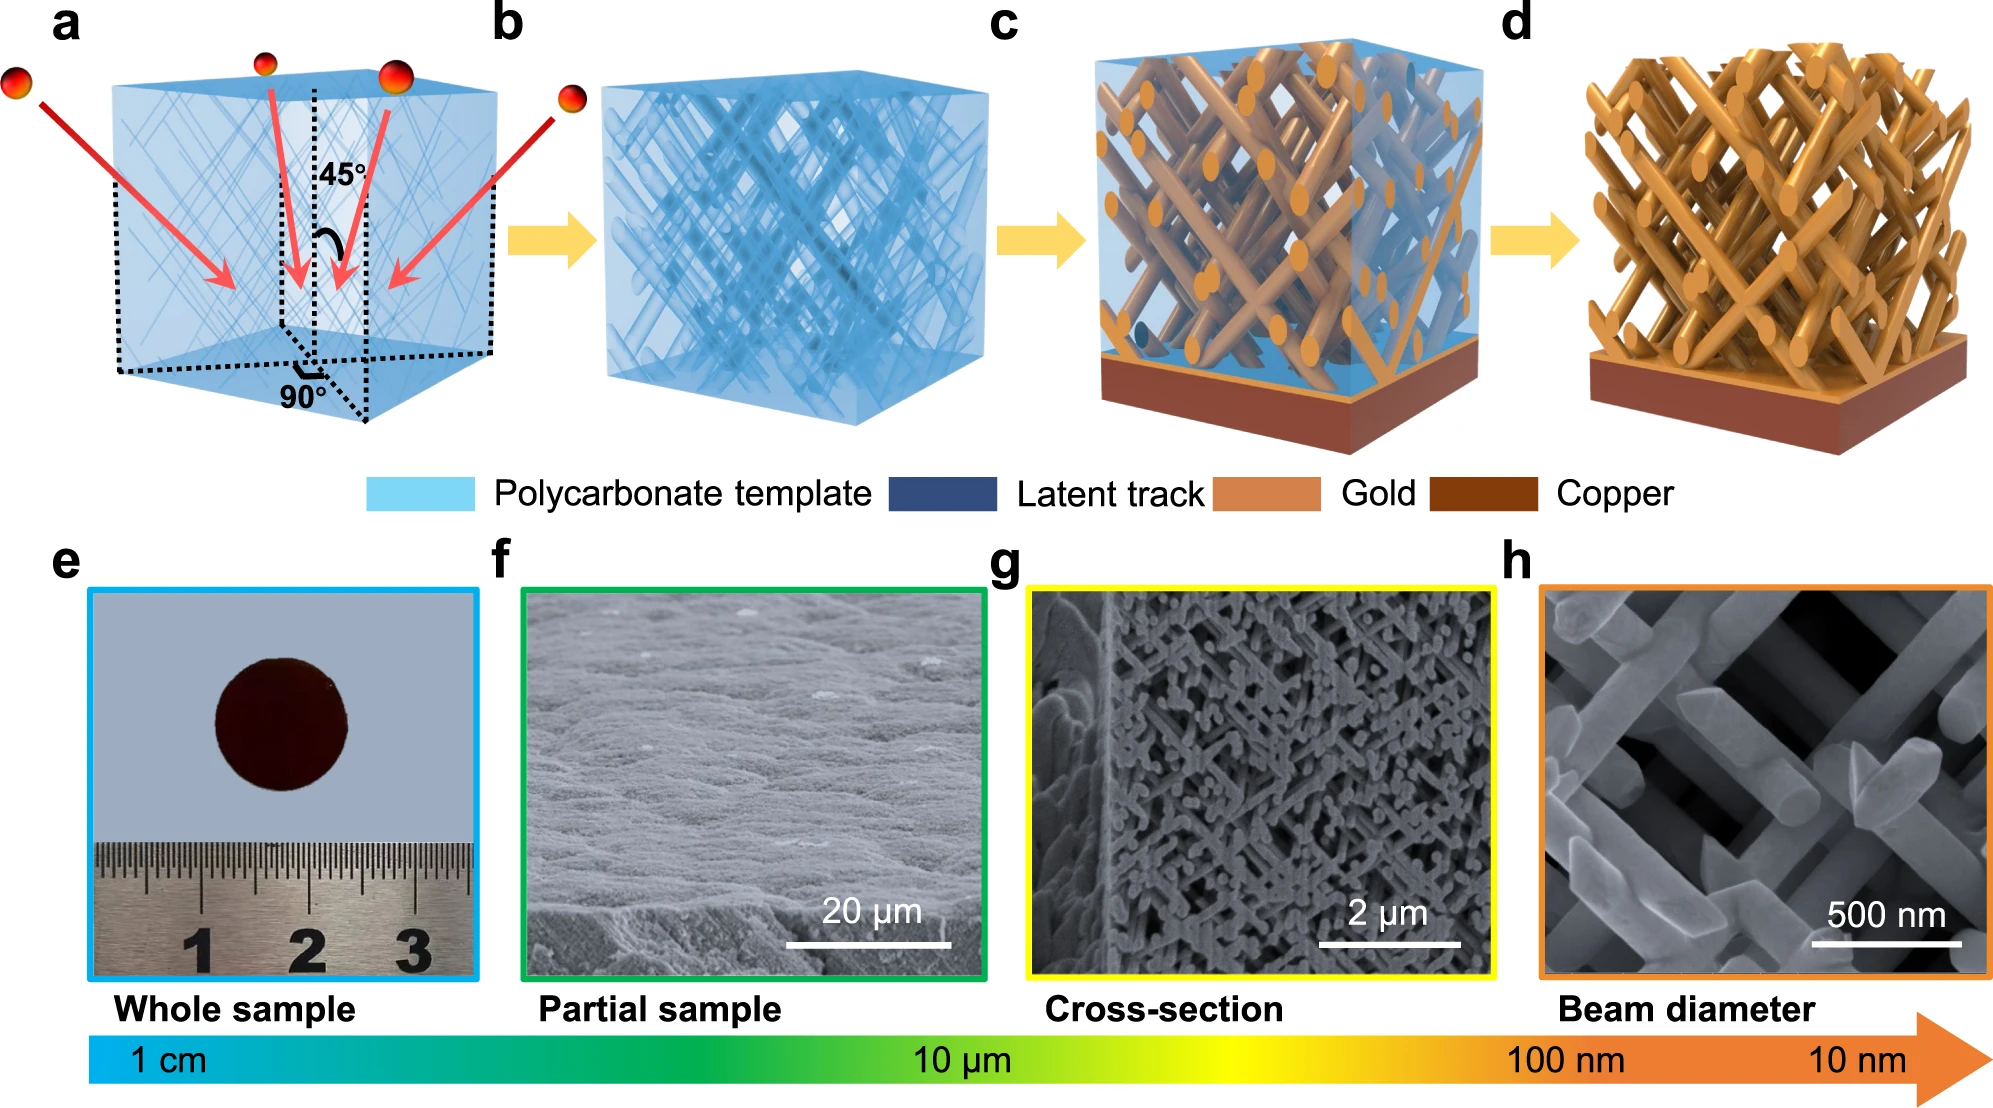 a b c d
45°
90°
Polycarbonate template Latent track Gold Copper
e f g h
20 µm 2 µm 500 nm
1 2 3
Whole sample Partial sample Cross-section Beam diameter
1 cm 10 µm 100 nm 10 nm